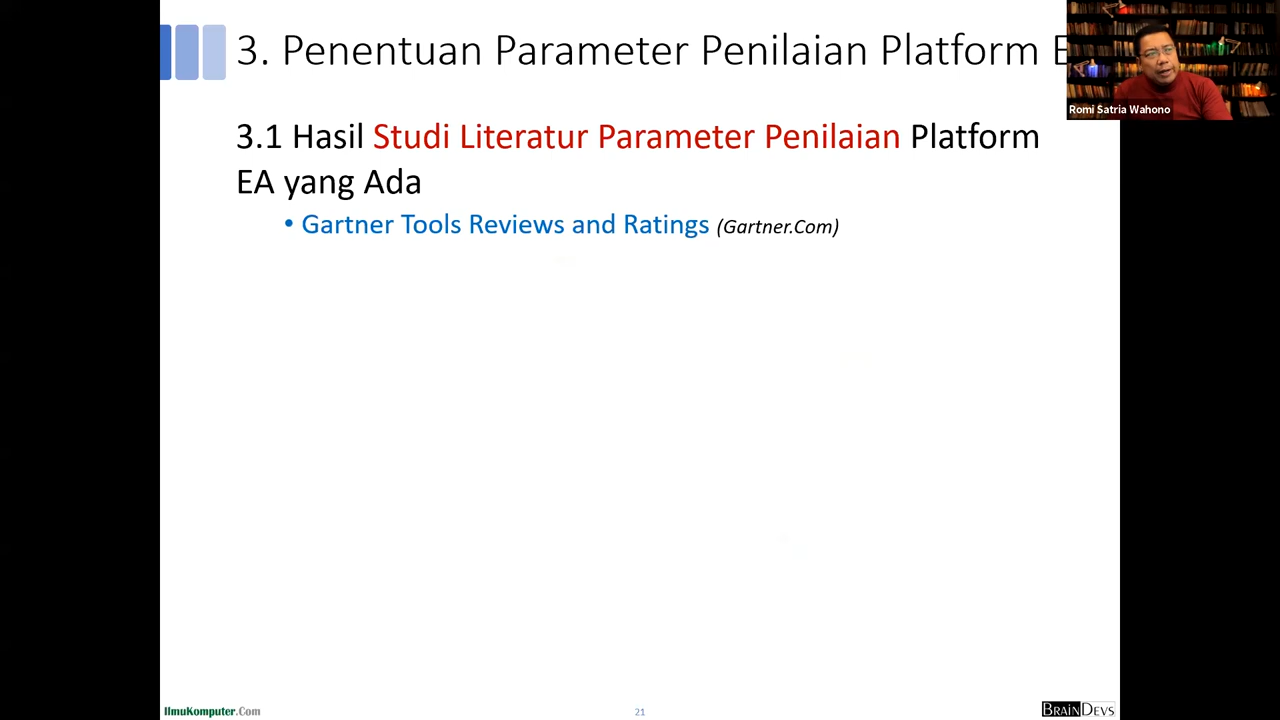 3. Penentuan Parameter Penilaian Platform
Romi Satria Wahono
3.1 Hasil Studi Literatur Parameter Penilaian Platform
EA yang Ada
• Gartner Tools Reviews and Ratings (Gartner.Com)
IlmuKomputer.Com
21
BRAINDEVS